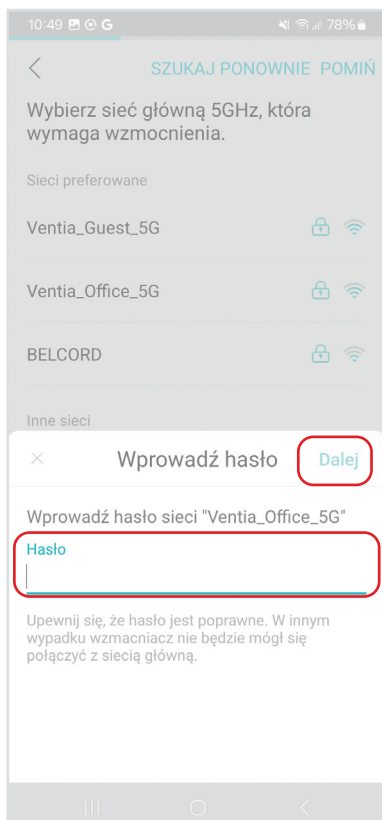 10:49 G 78%
SZUKAJ PONOWNIE POMIŃ
Wybierz sieć główną 5GHz, która
wymaga wzmocnienia.
Sieci preferowane
Ventia_Guest_5G
Ventia_Office_5G
BELCORD
Inne sieci
Wprowadź hasło Dalej
Wprowadź hasło sieci "Ventia_Office_5G"
Hasło
Upewnij się, że hasło jest poprawne. W innym
wypadku wzmacniacz nie będzie mógł się
połączyć z siecią główną.